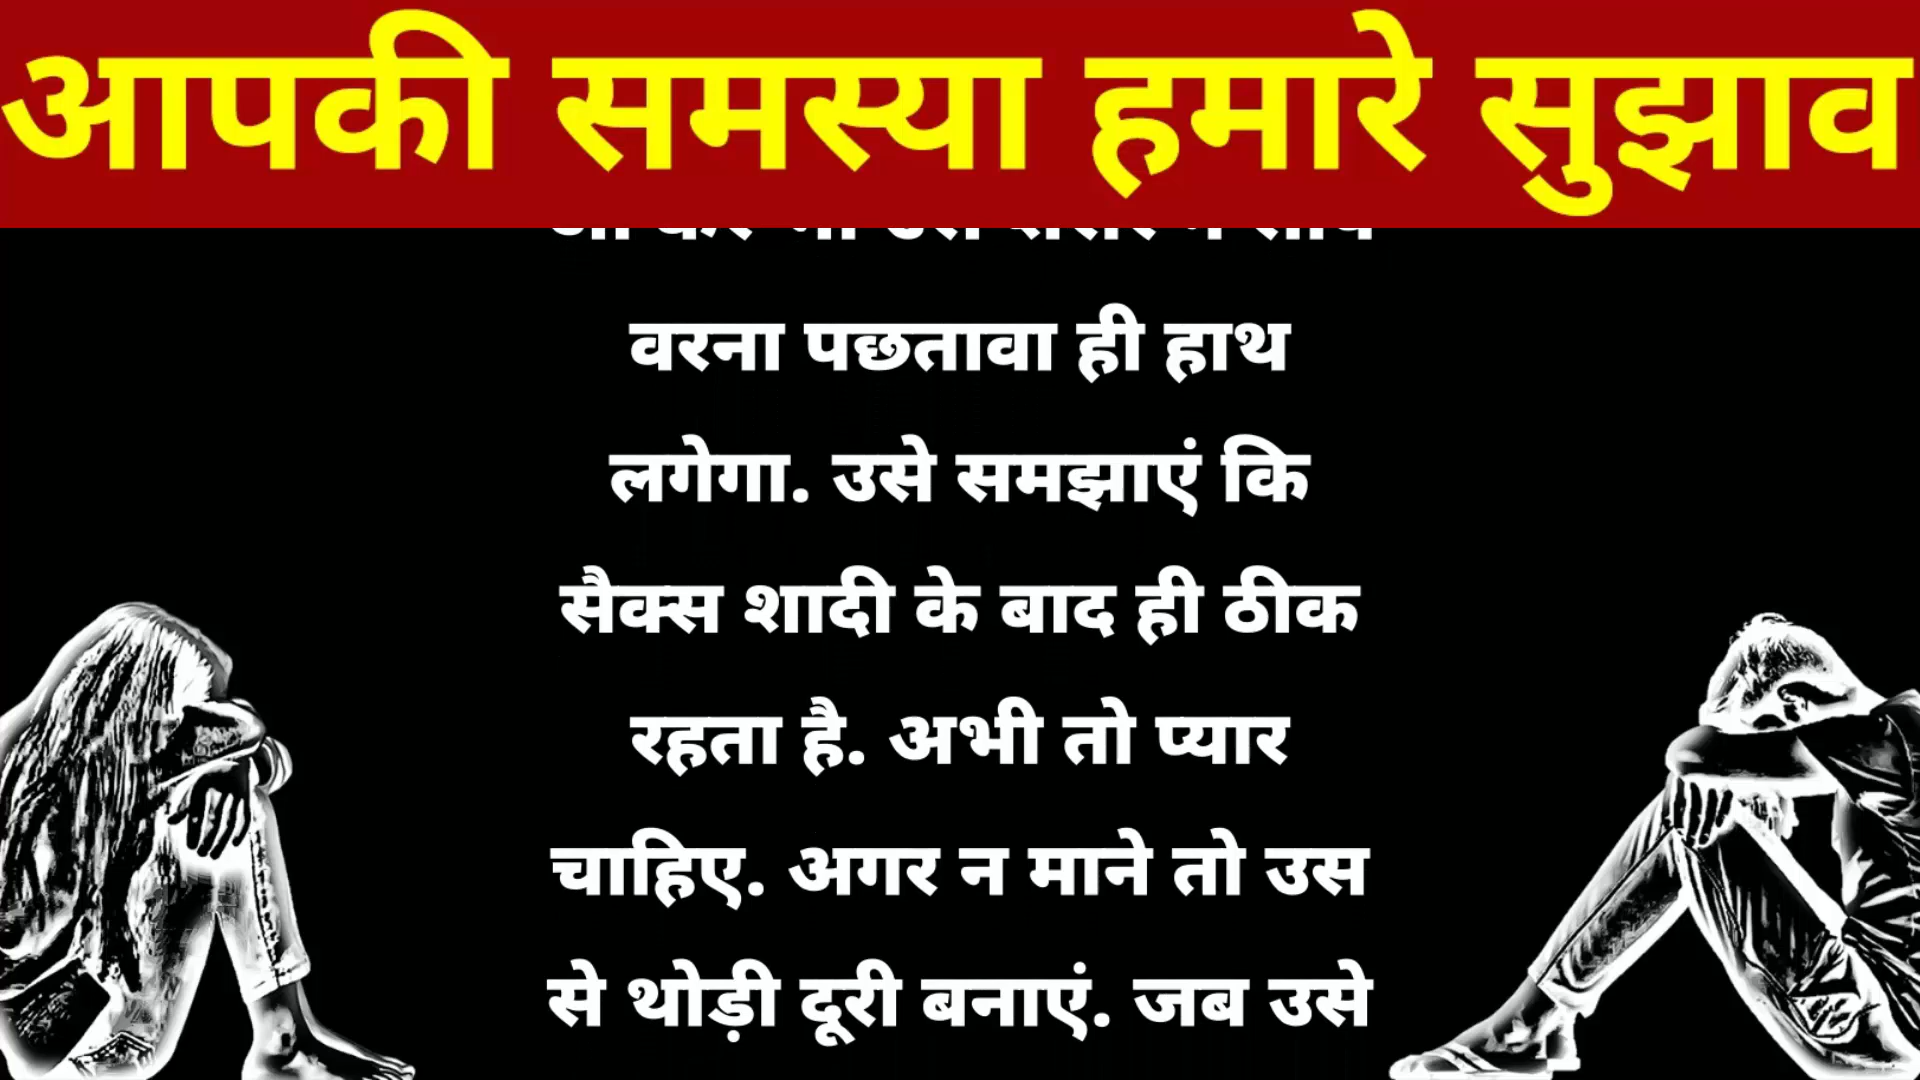 आपकी समस्या हमारे सुझाव
वरना पछतावा ही हाथ
लगेगा. उसे समझाएं कि
सैक्स शादी के बाद ही ठीक
रहता है. अभी तो प्यार
चाहिए. अगर न माने तो उस
से थोड़ी दूरी बनाएं. जब उसे